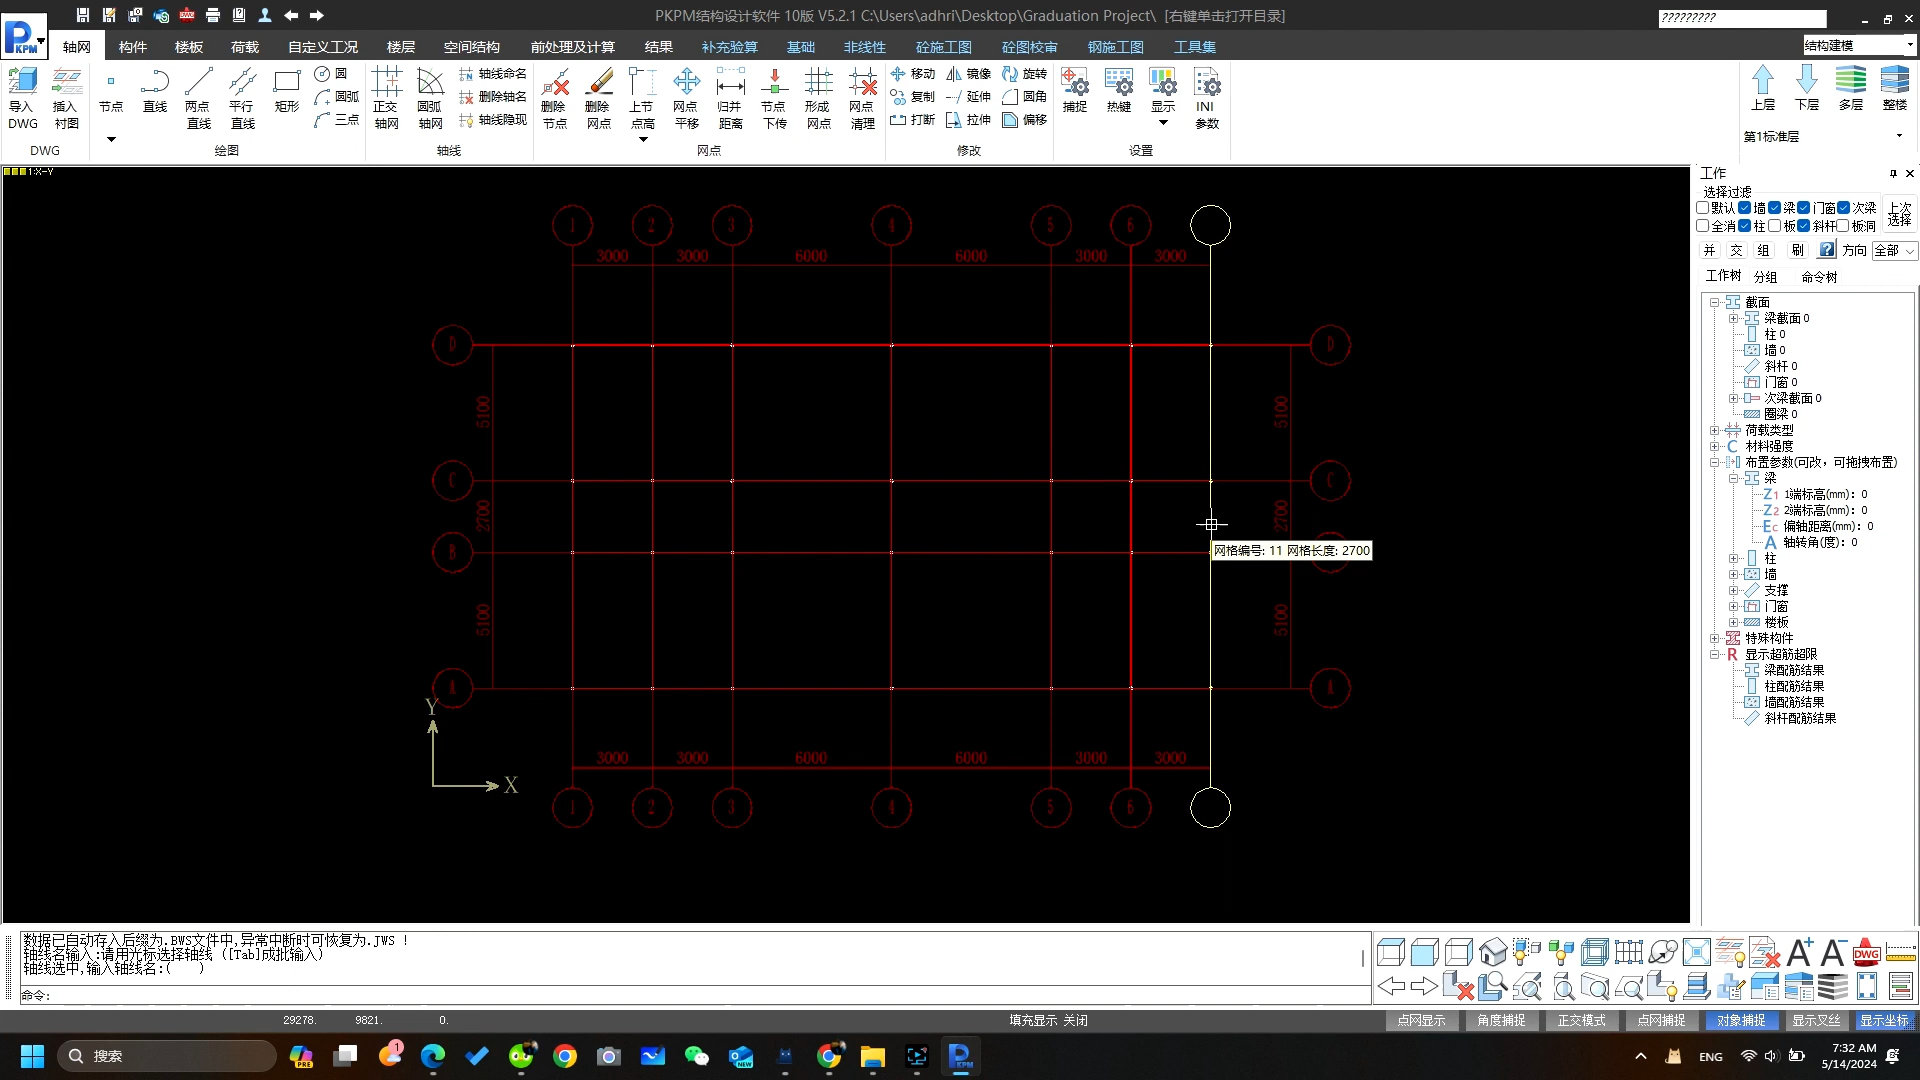 PKPM结构设计软件 10版 V5.2.1 C:\Users\adhri\Desktop\Graduation Project\ [右键单击打开目录]
?????????
轴网 构件 楼板 荷载 自定义工况 楼层 空间结构 前处理及计算 结果 补充验算 基础 非线性 砼施工图 砼图校审 钢施工图 工具集
结构建模
导入 DWG
插入 衬图
节点
直线
两点 直线
平行 直线
矩形
圆
圆弧
三点
正交 轴网
圆弧 轴网
轴线命名
删除轴名
轴线隐现
删除 节点
删除 网点
上节 点高
网点 平移
归并 距离
节点 下传
形成 网点
网点 清理
移动 镜像 旋转
复制 延伸 圆角
打断 拉伸 偏移
捕捉
热键
显示
INI 参数
上层 下层 多层 整楼
第1标准层
DWG 绘图 轴线 网点 修改 设置
1:X-Y
1 2 3 4 5 6
3000 3000 6000 6000 3000 3000
D D
5100 5100
C C
2700 2700
B
网格编号: 11 网格长度: 2700
5100 5100
A A
Y
X
3000 3000 6000 6000 3000 3000
1 2 3 4 5 6
工作
选择过滤
默认 墙 梁 门窗 次梁
全消 柱 板 斜杆 板洞
上次 选择
并 交 组 刷 ? 方向 全部
工作树 分组 命令树
截面
梁截面 0
柱 0
墙 0
斜杆 0
门窗 0
次梁截面 0
圈梁 0
荷载类型
材料强度
布置参数(可改，可拖拽布置)
梁
1端标高(mm)：0
2端标高(mm)：0
偏轴距离(mm)：0
轴转角(度)：0
柱
墙
支撑
门窗
楼板
特殊构件
显示超筋超限
梁配筋结果
柱配筋结果
墙配筋结果
斜杆配筋结果
数据已自动存入后缀为.BWS文件中,异常中断时可恢复为.JWS !
轴线名输入:请用光标选择轴线 ([Tab]成批输入)
轴线选中,输入轴线名:( )
命令:
29278. 9821. 0.
填充显示 关闭
点网显示 角度捕捉 正交模式 点网捕捉 对象捕捉 显示叉丝 显示坐标
搜索
ENG
7:32 AM
5/14/2024